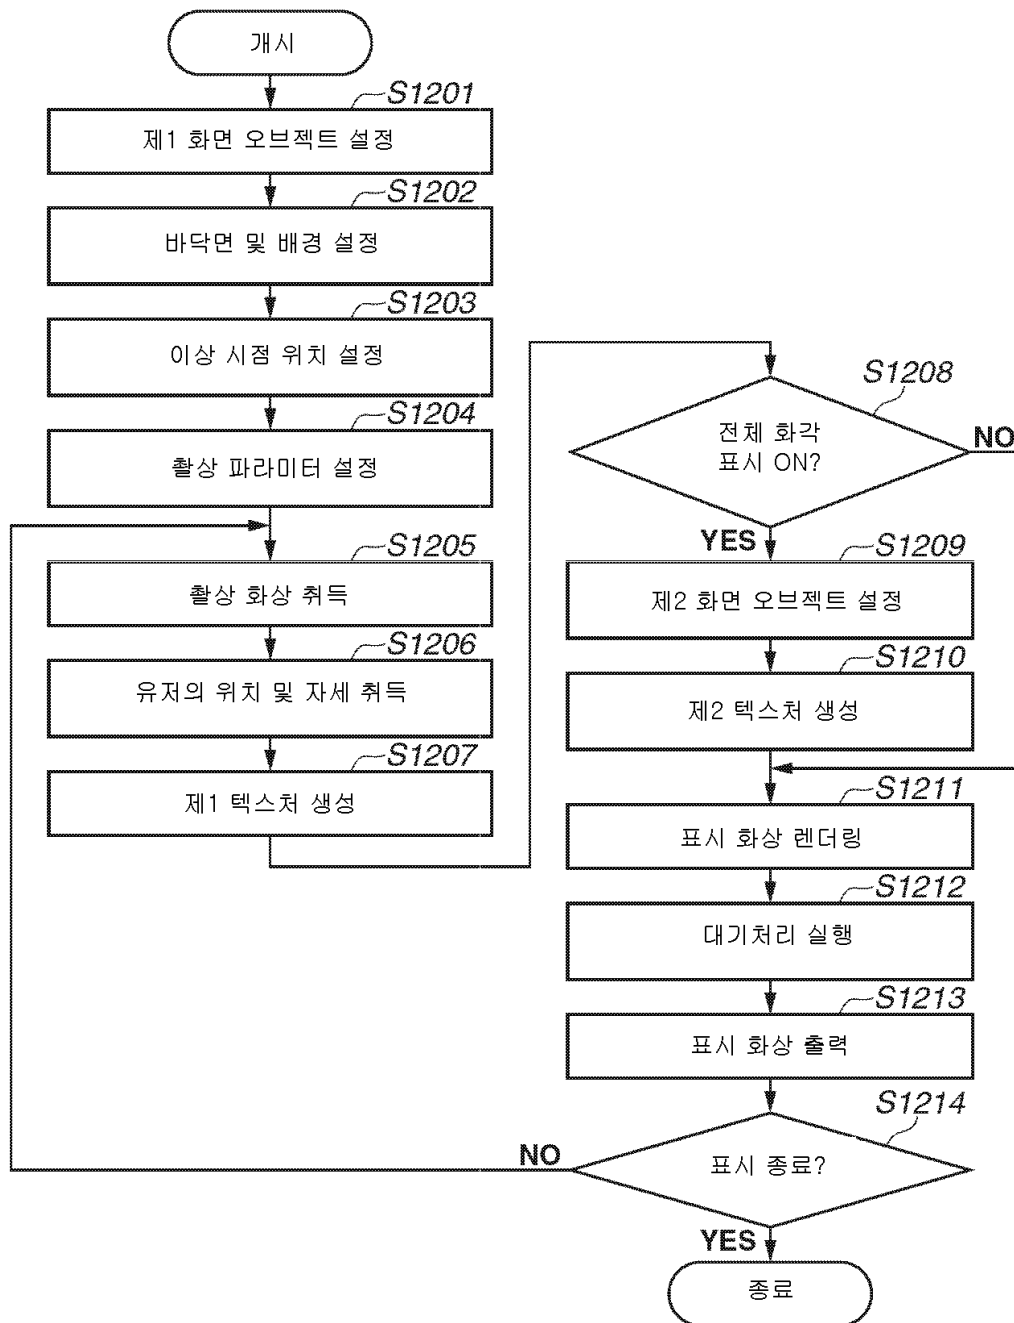 개시
S1201
제1 화면 오브젝트 설정
S1202
바닥면 및 배경 설정
S1203
이상 시점 위치 설정
S1204
촬상 파라미터 설정
S1205
촬상 화상 취득
S1206
유저의 위치 및 자세 취득
S1207
제1 텍스처 생성
S1208
전체 화각
표시 ON?
NO
YES
S1209
제2 화면 오브젝트 설정
S1210
제2 텍스처 생성
S1211
표시 화상 렌더링
S1212
대기처리 실행
S1213
표시 화상 출력
S1214
표시 종료?
NO
YES
종료